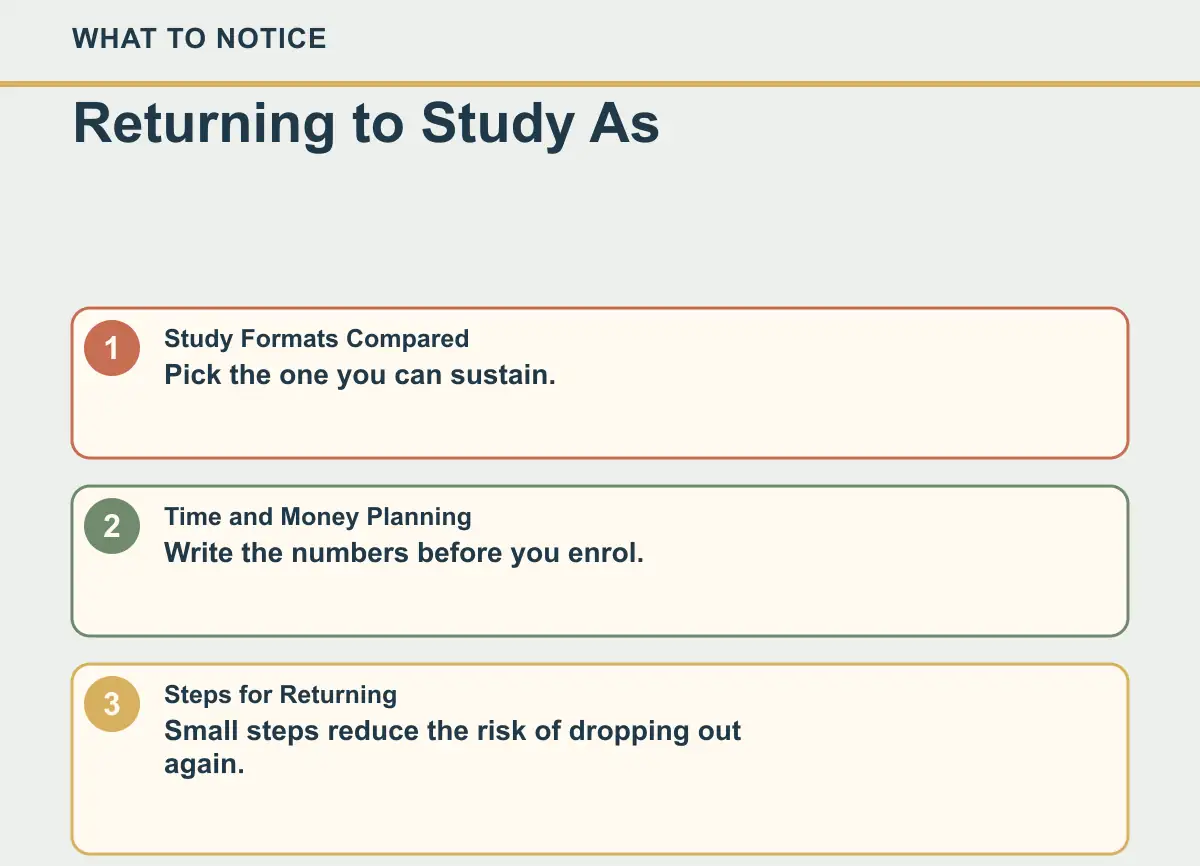 WHAT TO NOTICE
Returning to Study As
1
Study Formats Compared
Pick the one you can sustain.
2
Time and Money Planning
Write the numbers before you enrol.
3
Steps for Returning
Small steps reduce the risk of dropping out
again.